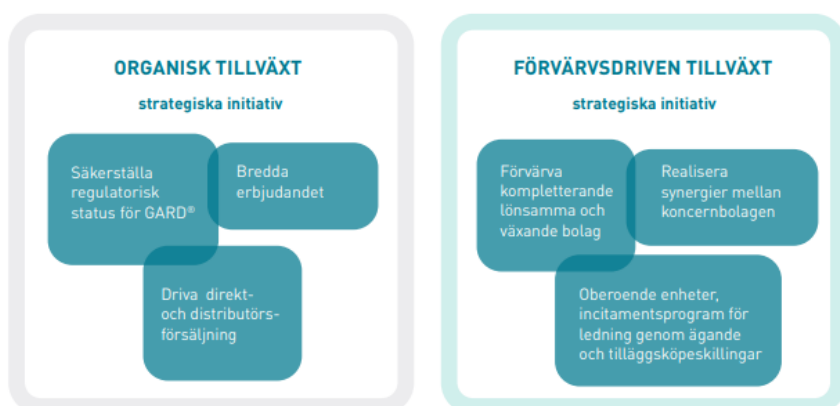 ORGANISK TILLVÄXT
strategiska initiativ
Säkerställa
regulatorisk
status för GARD®
Bredda
erbjudandet
Driva direkt-
och distributörs-
försäljning
FÖRVÄRVSDRIVEN TILLVÄXT
strategiska initiativ
Förvärva
kompletterande
lönsamma och
växande bolag
Realisera
synergier mellan
koncernbolagen
Oberoende enheter,
incitamentsprogram för
ledning genom ägande
och tilläggsköpeskillingar